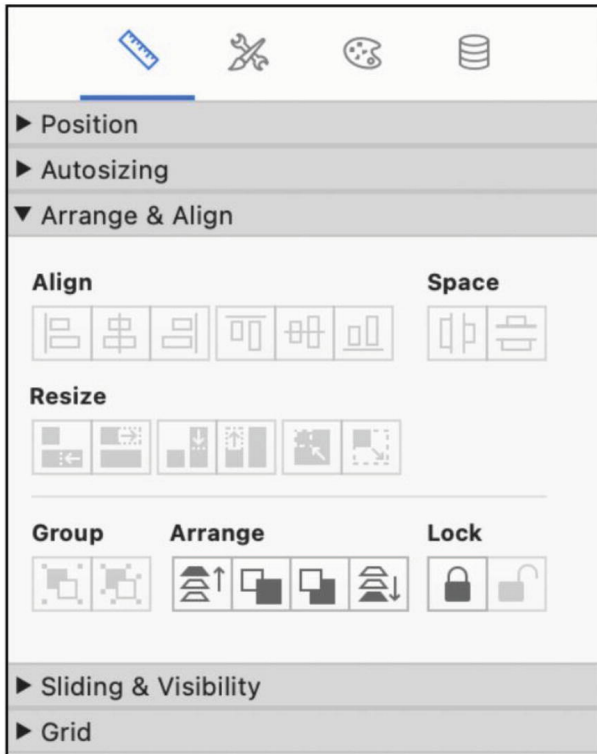 Position
Autosizing
Arrange & Align
Align Space
Resize
Group Arrange Lock
Sliding & Visibility
Grid